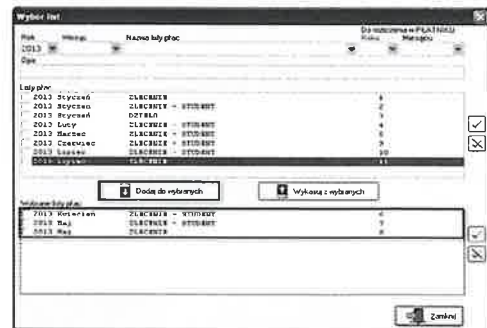 Wybór list
Rok Miesiąc Nazwa listy płac Do rozliczenia w PŁATNIKU
Roku Miesiącu
2013
Opis
Listy płac
2013 Styczeń ZLECENIE 1
2013 Styczeń ZLECENIE - STUDENT 2
2013 Styczeń DZIEŁO 3
2013 Luty ZLECENIE - STUDENT 4
2013 Marzec ZLECENIE - STUDENT 5
2013 Czerwiec ZLECENIE - STUDENT 9
2013 Lipiec ZLECENIE - STUDENT 10
2013 Lipiec ZLECENIE 11
Dodaj do wybranych Wykasuj z wybranych
Wybrane listy płac
2013 Kwiecień ZLECENIE - STUDENT 6
2013 Maj ZLECENIE - STUDENT 7
2013 Maj ZLECENIE 8
Zamknij